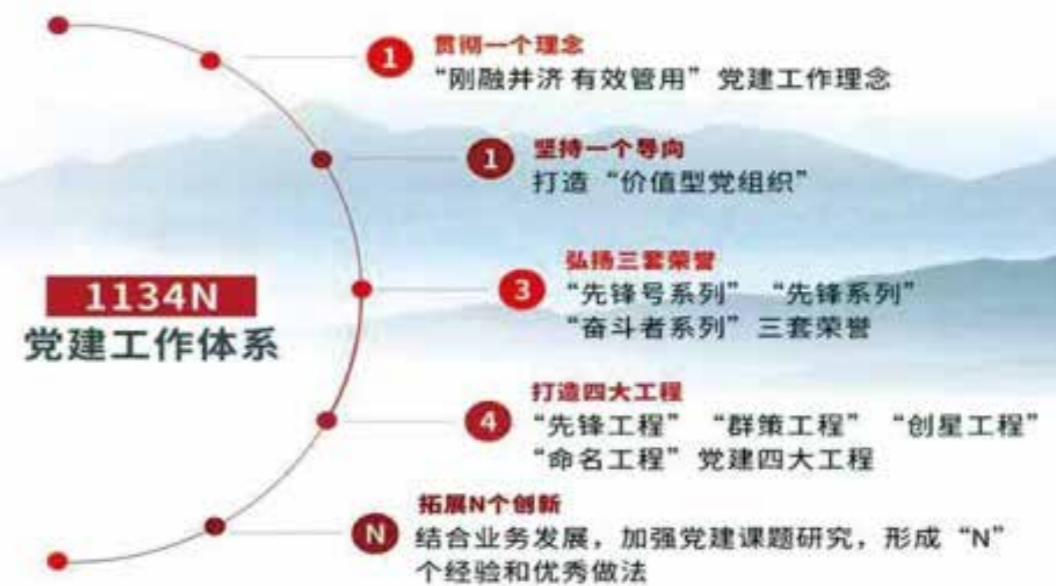 1
贯彻一个理念
“刚融并济 有效管用” 党建工作理念
1
坚持一个导向
打造“价值型党组织”
1134N
党建工作体系
3
弘扬三套荣誉
“先锋号系列” “先锋系列”
“奋斗者系列”三套荣誉
4
打造四大工程
“先锋工程” “群策工程” “创星工程”
“命名工程”党建四大工程
N
拓展N个创新
结合业务发展，加强党建课题研究，形成“N”
个经验和优秀做法